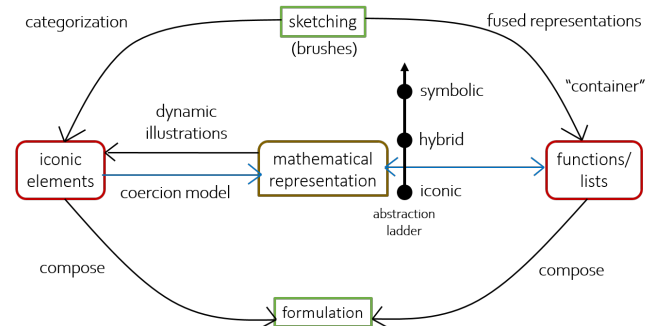 categorization
sketching
(brushes)
fused representations
"container"
symbolic
dynamic
illustrations
hybrid
iconic
elements
mathematical
representation
functions/
lists
coercion model
iconic
abstraction
ladder
compose
compose
formulation